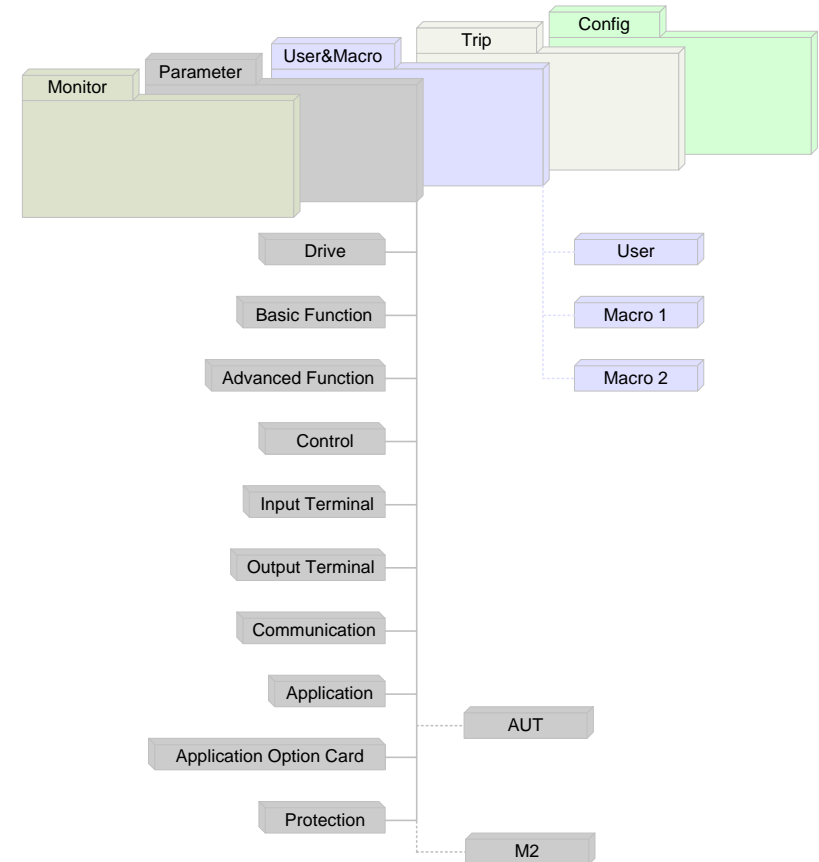 Config
Trip
User&Macro
Parameter
Monitor
Drive
User
Basic Function
Macro 1
Advanced Function
Macro 2
Control
Input Terminal
Output Terminal
Communication
Application
AUT
Application Option Card
Protection
M2